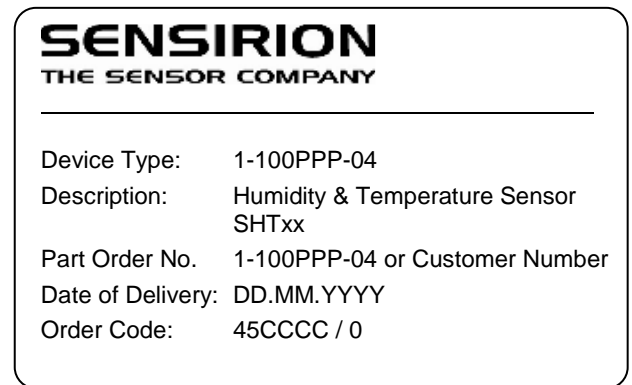 SENSIRION
THE SENSOR COMPANY
Device Type: 1-100PPP-04
Description: Humidity & Temperature Sensor
SHTxx
Part Order No. 1-100PPP-04 or Customer Number
Date of Delivery: DD.MM.YYYY
Order Code: 45CCCC / 0